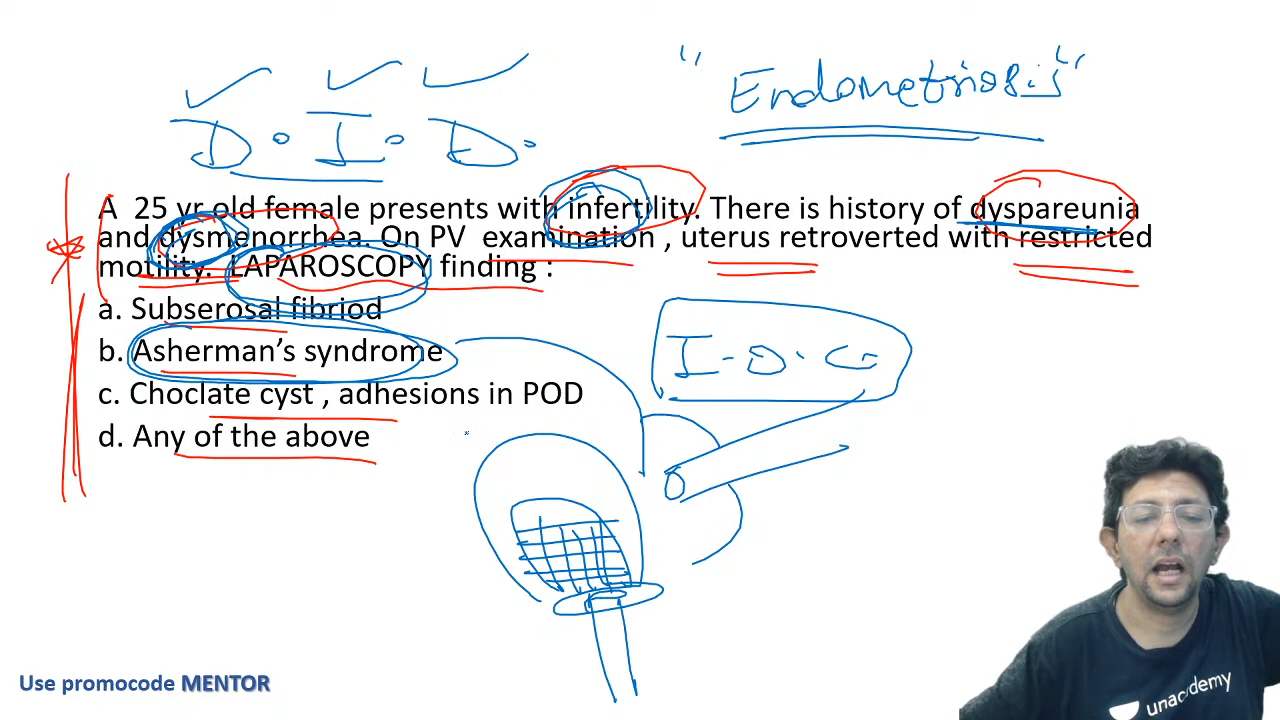 "Endometriosis"
D. I. D.
A 25 yr old female presents with infertility. There is history of dyspareunia
and dysmenorrhea. On PV examination , uterus retroverted with restricted
motility. LAPAROSCOPY finding :
a. Subserosal fibriod
b. Asherman's syndrome
c. Choclate cyst , adhesions in POD
d. Any of the above
I.O.C
Use promocode MENTOR
unacademy